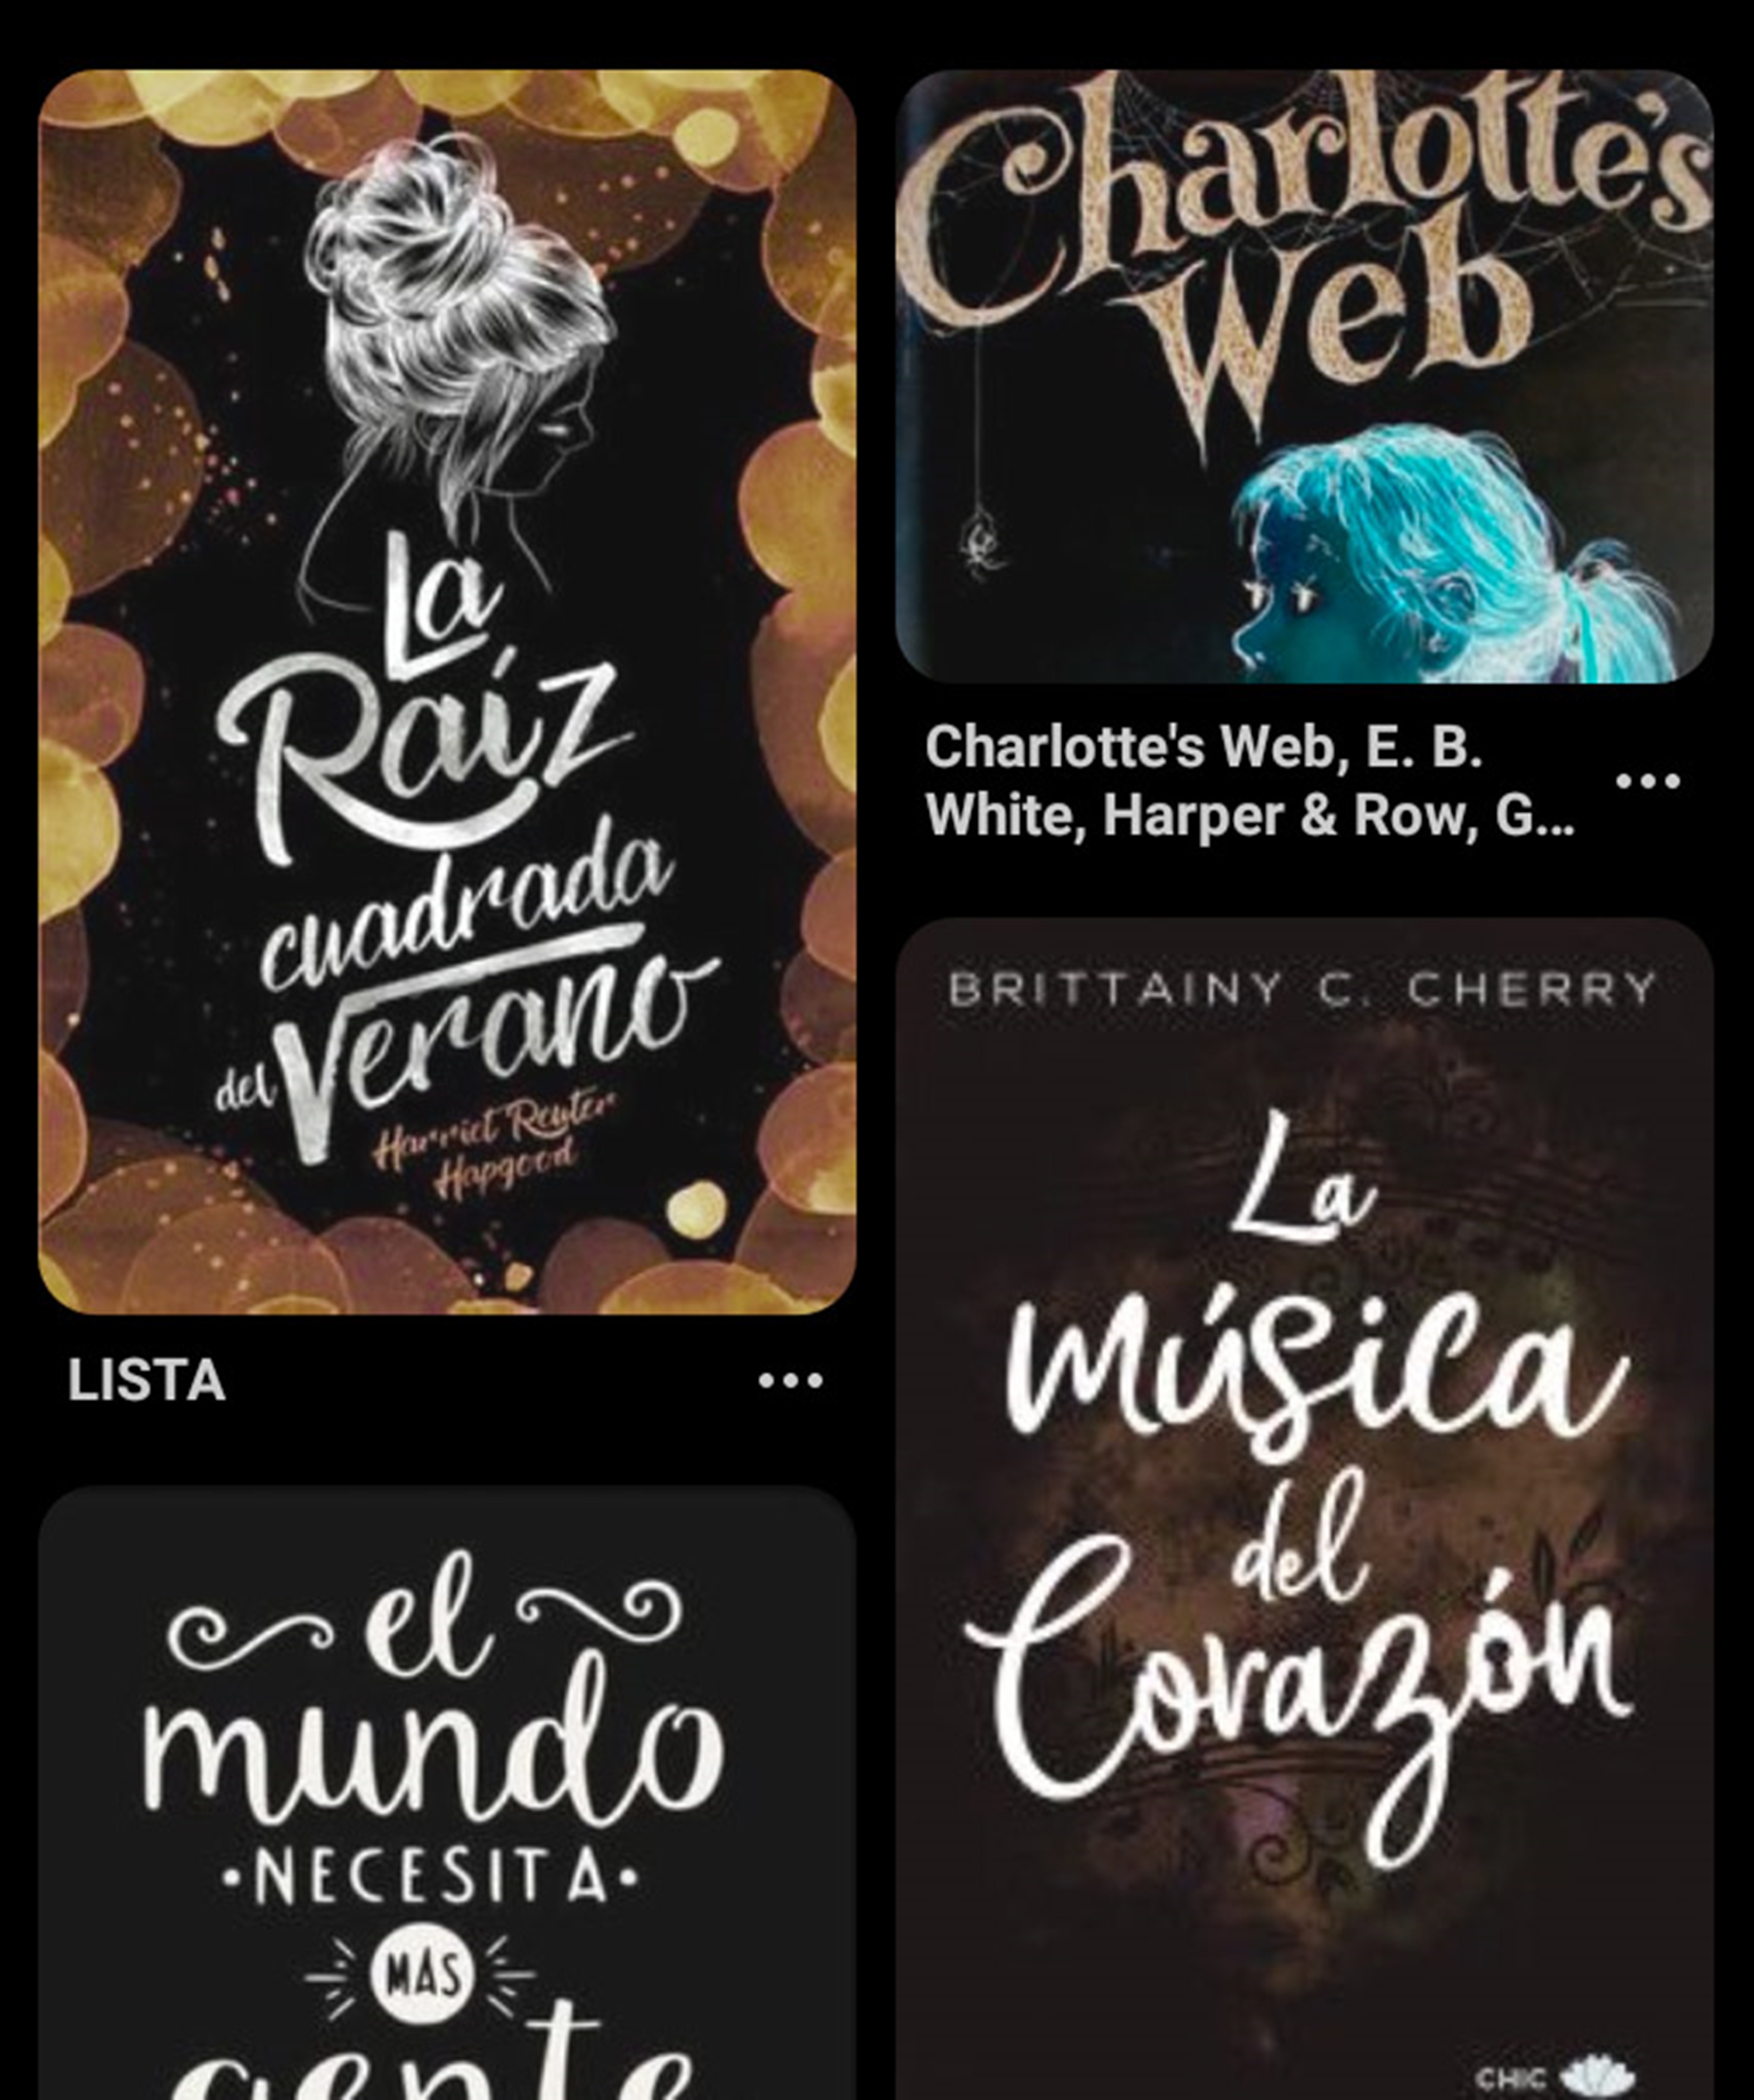 La
Raíz
cuadrada
del Verano
Harriet Reuter
Hapgood
LISTA
el
mundo
•NECESITA•
MÁS
gente
Charlotte's
Web
Charlotte's Web, E. B.
White, Harper & Row, G...
BRITTAINY C. CHERRY
La
música
del
Corazón
CHIC